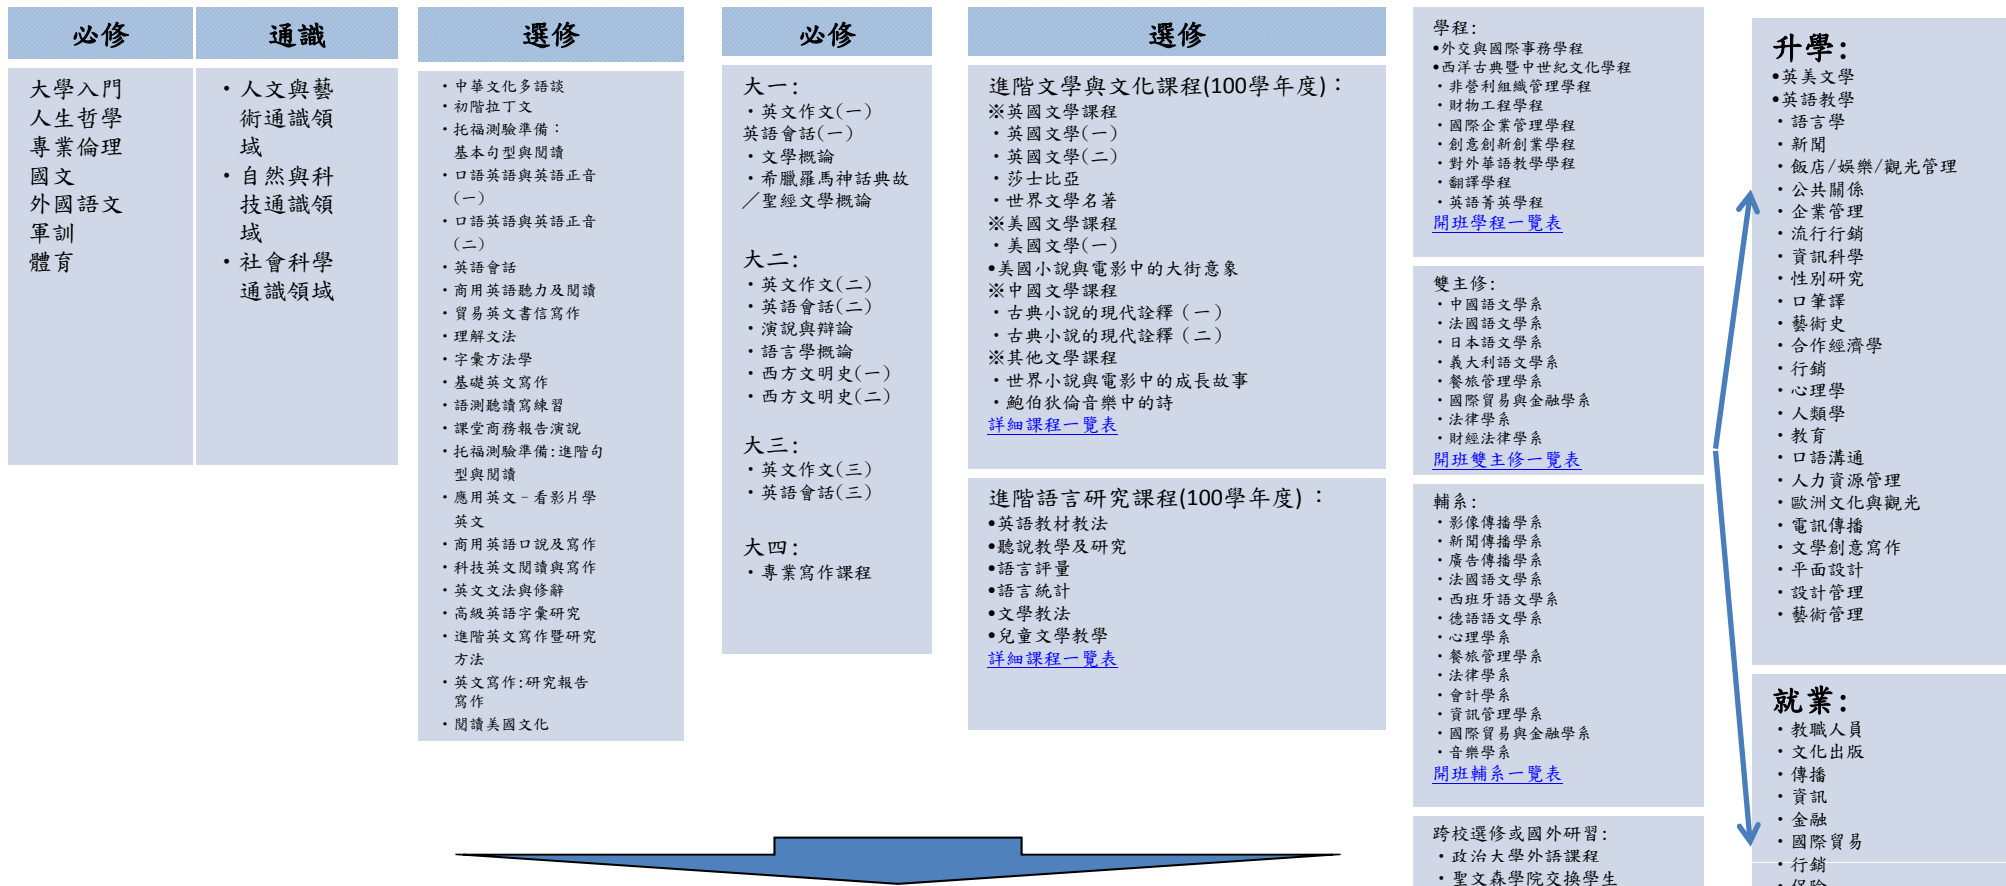 必修
大學入門
人生哲學
專業倫理
國文
外國語文
軍訓
體育
通識
・人文與藝
術通識領
域
・自然與科
技通識領
域
・社會科學
通識領域
選修
・中華文化多語談
・初階拉丁文
・托福測驗準備：
基本句型與閱讀
・口語英語與英語正音
(一)
・口語英語與英語正音
(二)
・英語會話
・商用英語聽力及閱讀
・貿易英文書信寫作
・理解文法
・字彙方法學
・基礎英文寫作
・語測聽讀寫練習
・課堂商務報告演說
・托福測驗準備:進階句
型與閱讀
・應用英文–看影片學
英文
・商用英語口說及寫作
・科技英文閱讀與寫作
・英文文法與修辭
・高級英語字彙研究
・進階英文寫作暨研究
方法
・英文寫作:研究報告
寫作
・閱讀美國文化
必修
大一:
・英文作文(一)
英語會話(一)
・文學概論
・希臘羅馬神話典故
／聖經文學概論
大二:
・英文作文(二)
・英語會話(二)
・演說與辯論
・語言學概論
・西方文明史(一)
・西方文明史(二)
大三:
・英文作文(三)
・英語會話(三)
大四:
・專業寫作課程
選修
進階文學與文化課程(100學年度)：
※英國文學課程
・英國文學(一)
・英國文學(二)
・莎士比亞
・世界文學名著
※美國文學課程
・美國文學(一)
•美國小說與電影中的大街意象
※中國文學課程
・古典小說的現代詮釋（一）
・古典小說的現代詮釋（二）
※其他文學課程
・世界小說與電影中的成長故事
・鮑伯狄倫音樂中的詩
詳細課程一覽表
進階語言研究課程(100學年度)：
•英語教材教法
•聽說教學及研究
•語言評量
•語言統計
•文學教法
•兒童文學教學
詳細課程一覽表
學程:
•外交與國際事務學程
•西洋古典暨中世紀文化學程
・非營利組織管理學程
・財物工程學程
・國際企業管理學程
・創意創新創業學程
・對外華語教學學程
・翻譯學程
・英語菁英學程
開班學程一覽表
雙主修:
・中國語文學系
・法國語文學系
・日本語文學系
・義大利語文學系
・餐旅管理學系
・國際貿易與金融學系
・法律學系
・財經法律學系
開班雙主修一覽表
輔系:
・影像傳播學系
・新聞傳播學系
・廣告傳播學系
・法國語文學系
・西班牙語文學系
・德語語文學系
・心理學系
・餐旅管理學系
・法律學系
・會計學系
・資訊管理學系
・國際貿易與金融學系
・音樂學系
開班輔系一覽表
跨校選修或國外研習:
・政治大學外語課程
・聖文森學院交換學生
升學:
•英美文學
•英語教學
・語言學
・新聞
・飯店/娛樂/觀光管理
・公共關係
・企業管理
・流行行銷
・資訊科學
・性別研究
・口筆譯
・藝術史
・合作經濟學
・行銷
・心理學
・人類學
・教育
・口語溝通
・人力資源管理
・歐洲文化與觀光
・電訊傳播
・文學創意寫作
・平面設計
・設計管理
・藝術管理
就業:
・教職人員
・文化出版
・傳播
・資訊
・金融
・國際貿易
・行銷
・保險